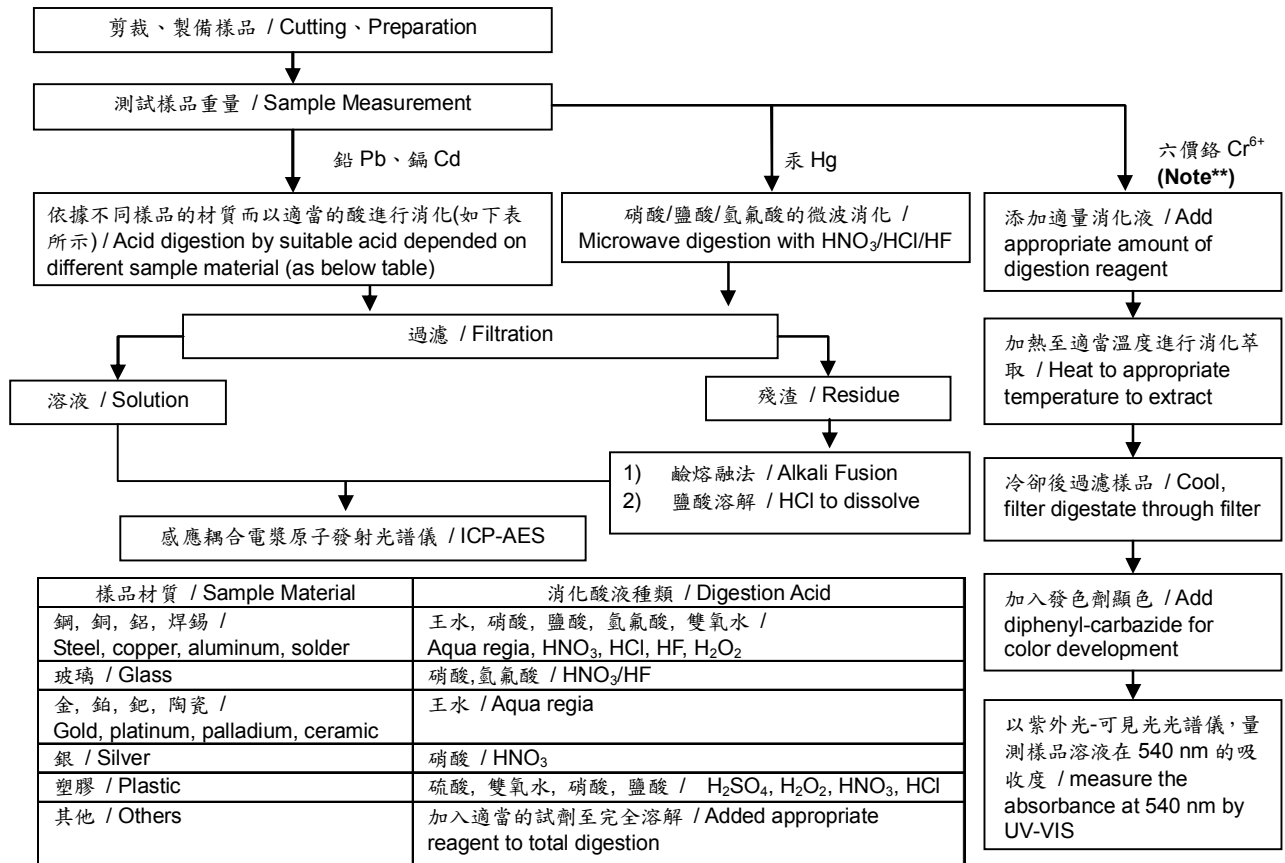 剪裁、製備樣品 / Cutting、Preparation
測試樣品重量 / Sample Measurement
鉛 Pb、鎘 Cd
汞 Hg
六價鉻 Cr⁶⁺
(Note**)
依據不同樣品的材質而以適當的酸進行消化(如下表
所示) / Acid digestion by suitable acid depended on
different sample material (as below table)
硝酸/鹽酸/氫氟酸的微波消化 /
Microwave digestion with HNO₃/HCl/HF
添加適量消化液 / Add
appropriate amount of
digestion reagent
過濾 / Filtration
加熱至適當溫度進行消化萃
取 / Heat to appropriate
temperature to extract
溶液 / Solution
殘渣 / Residue
1) 鹼熔融法 / Alkali Fusion
2) 鹽酸溶解 / HCl to dissolve
冷卻後過濾樣品 / Cool,
filter digestate through filter
感應耦合電漿原子發射光譜儀 / ICP-AES
加入發色劑顯色 / Add
diphenyl-carbazide for
color development
以紫外光-可見光光譜儀，量
測樣品溶液在 540 nm 的吸
收度 / measure the
absorbance at 540 nm by
UV-VIS
樣品材質 / Sample Material
消化酸液種類 / Digestion Acid
鋼, 銅, 鋁, 焊錫 /
Steel, copper, aluminum, solder
王水, 硝酸, 鹽酸, 氫氟酸, 雙氧水 /
Aqua regia, HNO₃, HCl, HF, H₂O₂
玻璃 / Glass
硝酸,氫氟酸 / HNO₃/HF
金, 鉑, 鈀, 陶瓷 /
Gold, platinum, palladium, ceramic
王水 / Aqua regia
銀 / Silver
硝酸 / HNO₃
塑膠 / Plastic
硫酸, 雙氧水, 硝酸, 鹽酸 / H₂SO₄, H₂O₂, HNO₃, HCl
其他 / Others
加入適當的試劑至完全溶解 / Added appropriate
reagent to total digestion